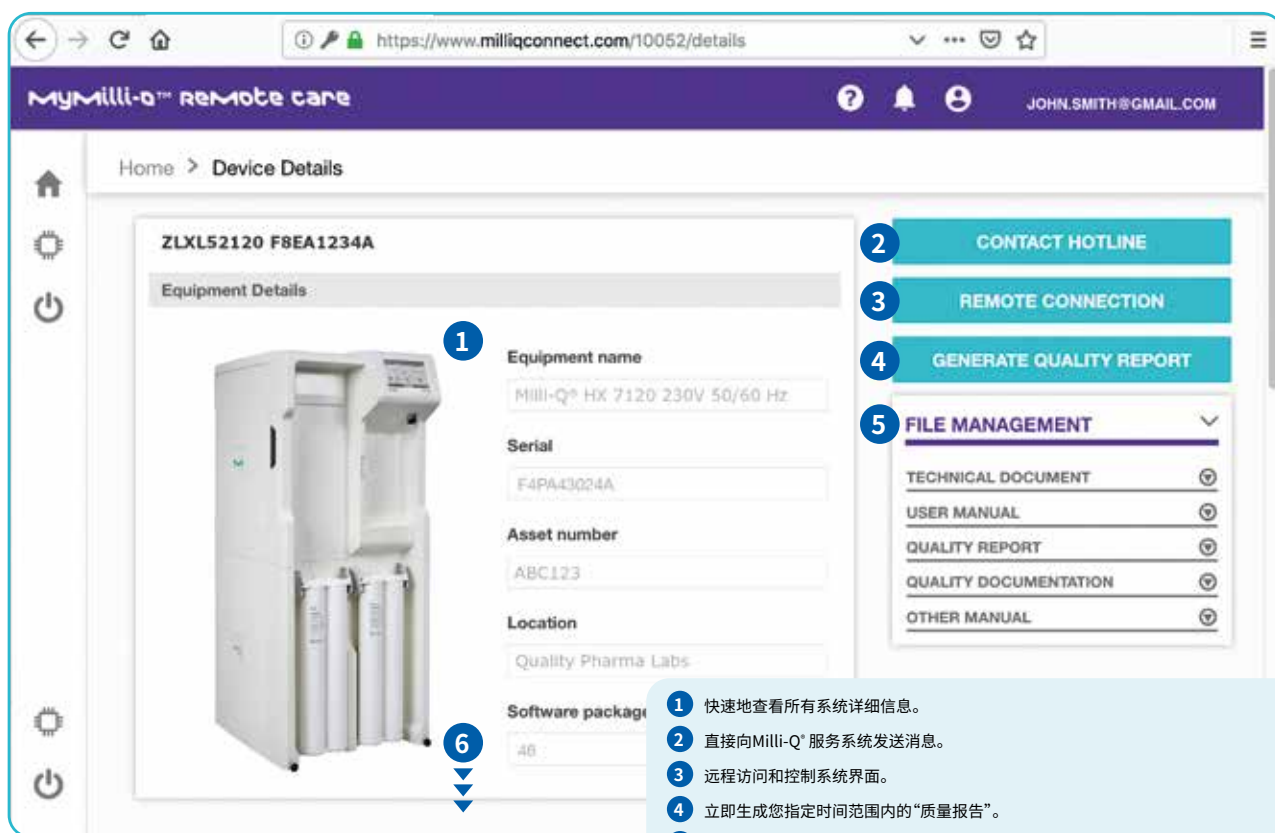 https://www.milliqconnect.com/10052/details
MyMilli-Q™ Remote Care
JOHN.SMITH@GMAIL.COM
Home > Device Details
ZLXL52120 F8EA1234A
Equipment Details
1
Equipment name
Milli-Q® HX 7120 230V 50/60 Hz
Serial
F4PA43024A
Asset number
ABC123
Location
Quality Pharma Labs
Software package
46
6
2 CONTACT HOTLINE
3 REMOTE CONNECTION
4 GENERATE QUALITY REPORT
5 FILE MANAGEMENT
TECHNICAL DOCUMENT
USER MANUAL
QUALITY REPORT
QUALITY DOCUMENTATION
OTHER MANUAL
1 快速地查看所有系统详细信息。
2 直接向Milli-Q® 服务系统发送消息。
3 远程访问和控制系统界面。
4 立即生成您指定时间范围内的“质量报告”。